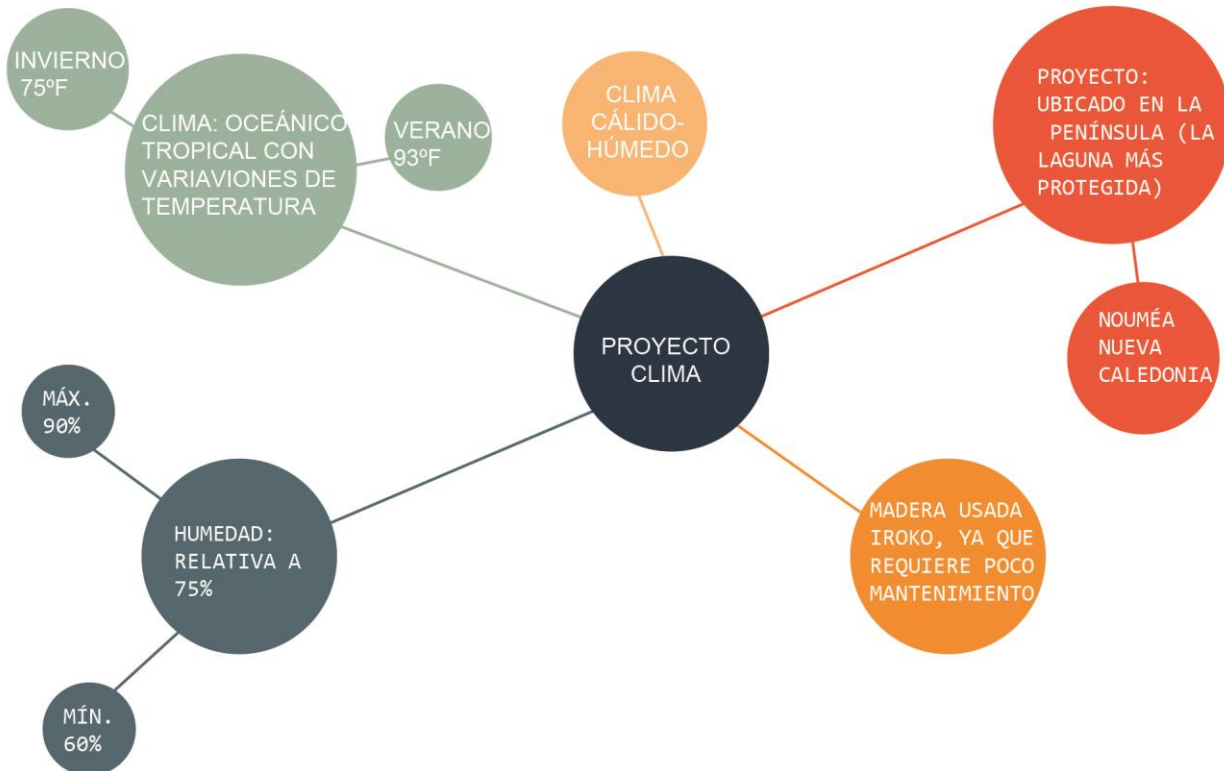 INVIERNO
75ºF
CLIMA: OCEÁNICO
TROPICAL CON
VARIAVIONES DE
TEMPERATURA
VERANO
93ºF
CLIMA
CÁLIDO-
HÚMEDO
PROYECTO:
UBICADO EN LA
PENÍNSULA (LA
LAGUNA MÁS
PROTEGIDA)
NOUMÉA
NUEVA
CALEDONIA
PROYECTO
CLIMA
MÁX.
90%
HUMEDAD:
RELATIVA A
75%
MÍN.
60%
MADERA USADA
IROKO, YA QUE
REQUIERE POCO
MANTENIMIENTO